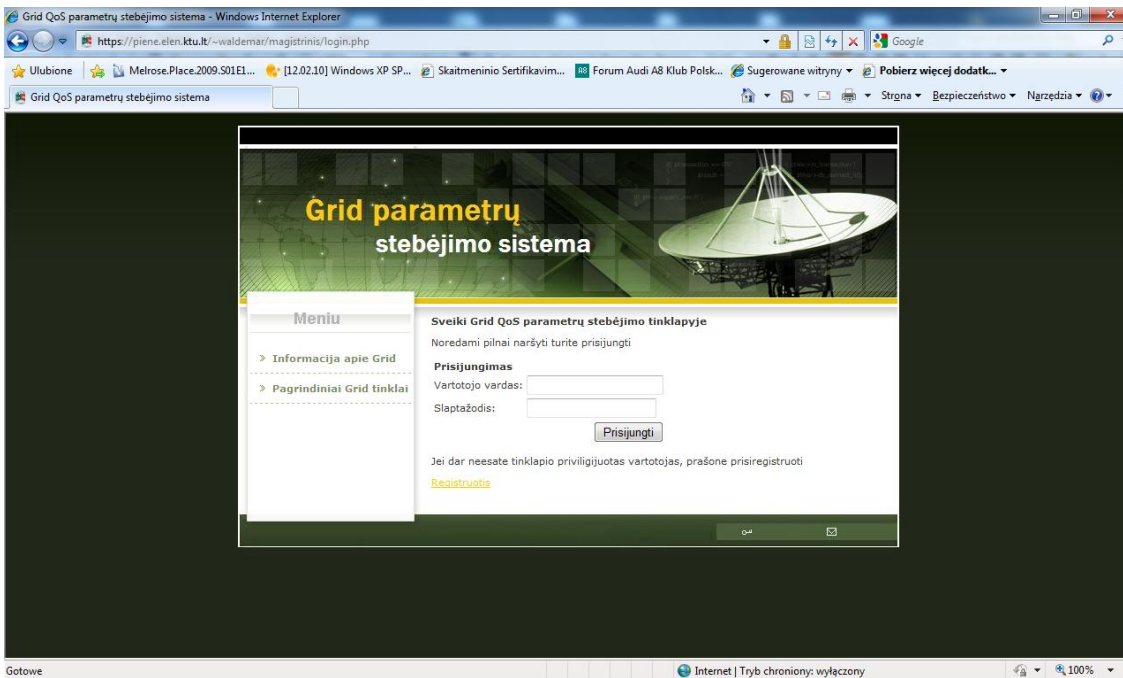 Grid QoS parametrų stebėjimo sistema - Windows Internet Explorer
https://piene.elen.ktu.lt/~waldemar/magistrinis/login.php
Google
Ulubione Melrose.Place.2009.S01E1... [12.02.10] Windows XP SP... Skaitmeninio Sertifikavim... A8 Forum Audi A8 Klub Polsk... Sugerowane witryny Pobierz więcej dodatk...
Grid QoS parametrų stebėjimo sistema
Strona Bezpieczeństwo Narzędzia
Grid parametrų
stebėjimo sistema
Meniu
Informacija apie Grid
Pagrindiniai Grid tinklai
Sveiki Grid QoS parametrų stebėjimo tinklapyje
Noredami pilnai naršyti turite prisijungti
Prisijungimas
Vartotojo vardas:
Slaptažodis:
Prisijungti
Jei dar neesate tinklapio priviligijuotas vartotojas, prašone prisiregistruoti
Registruotis
Gotowe
Internet | Tryb chroniony: wyłączony
100%